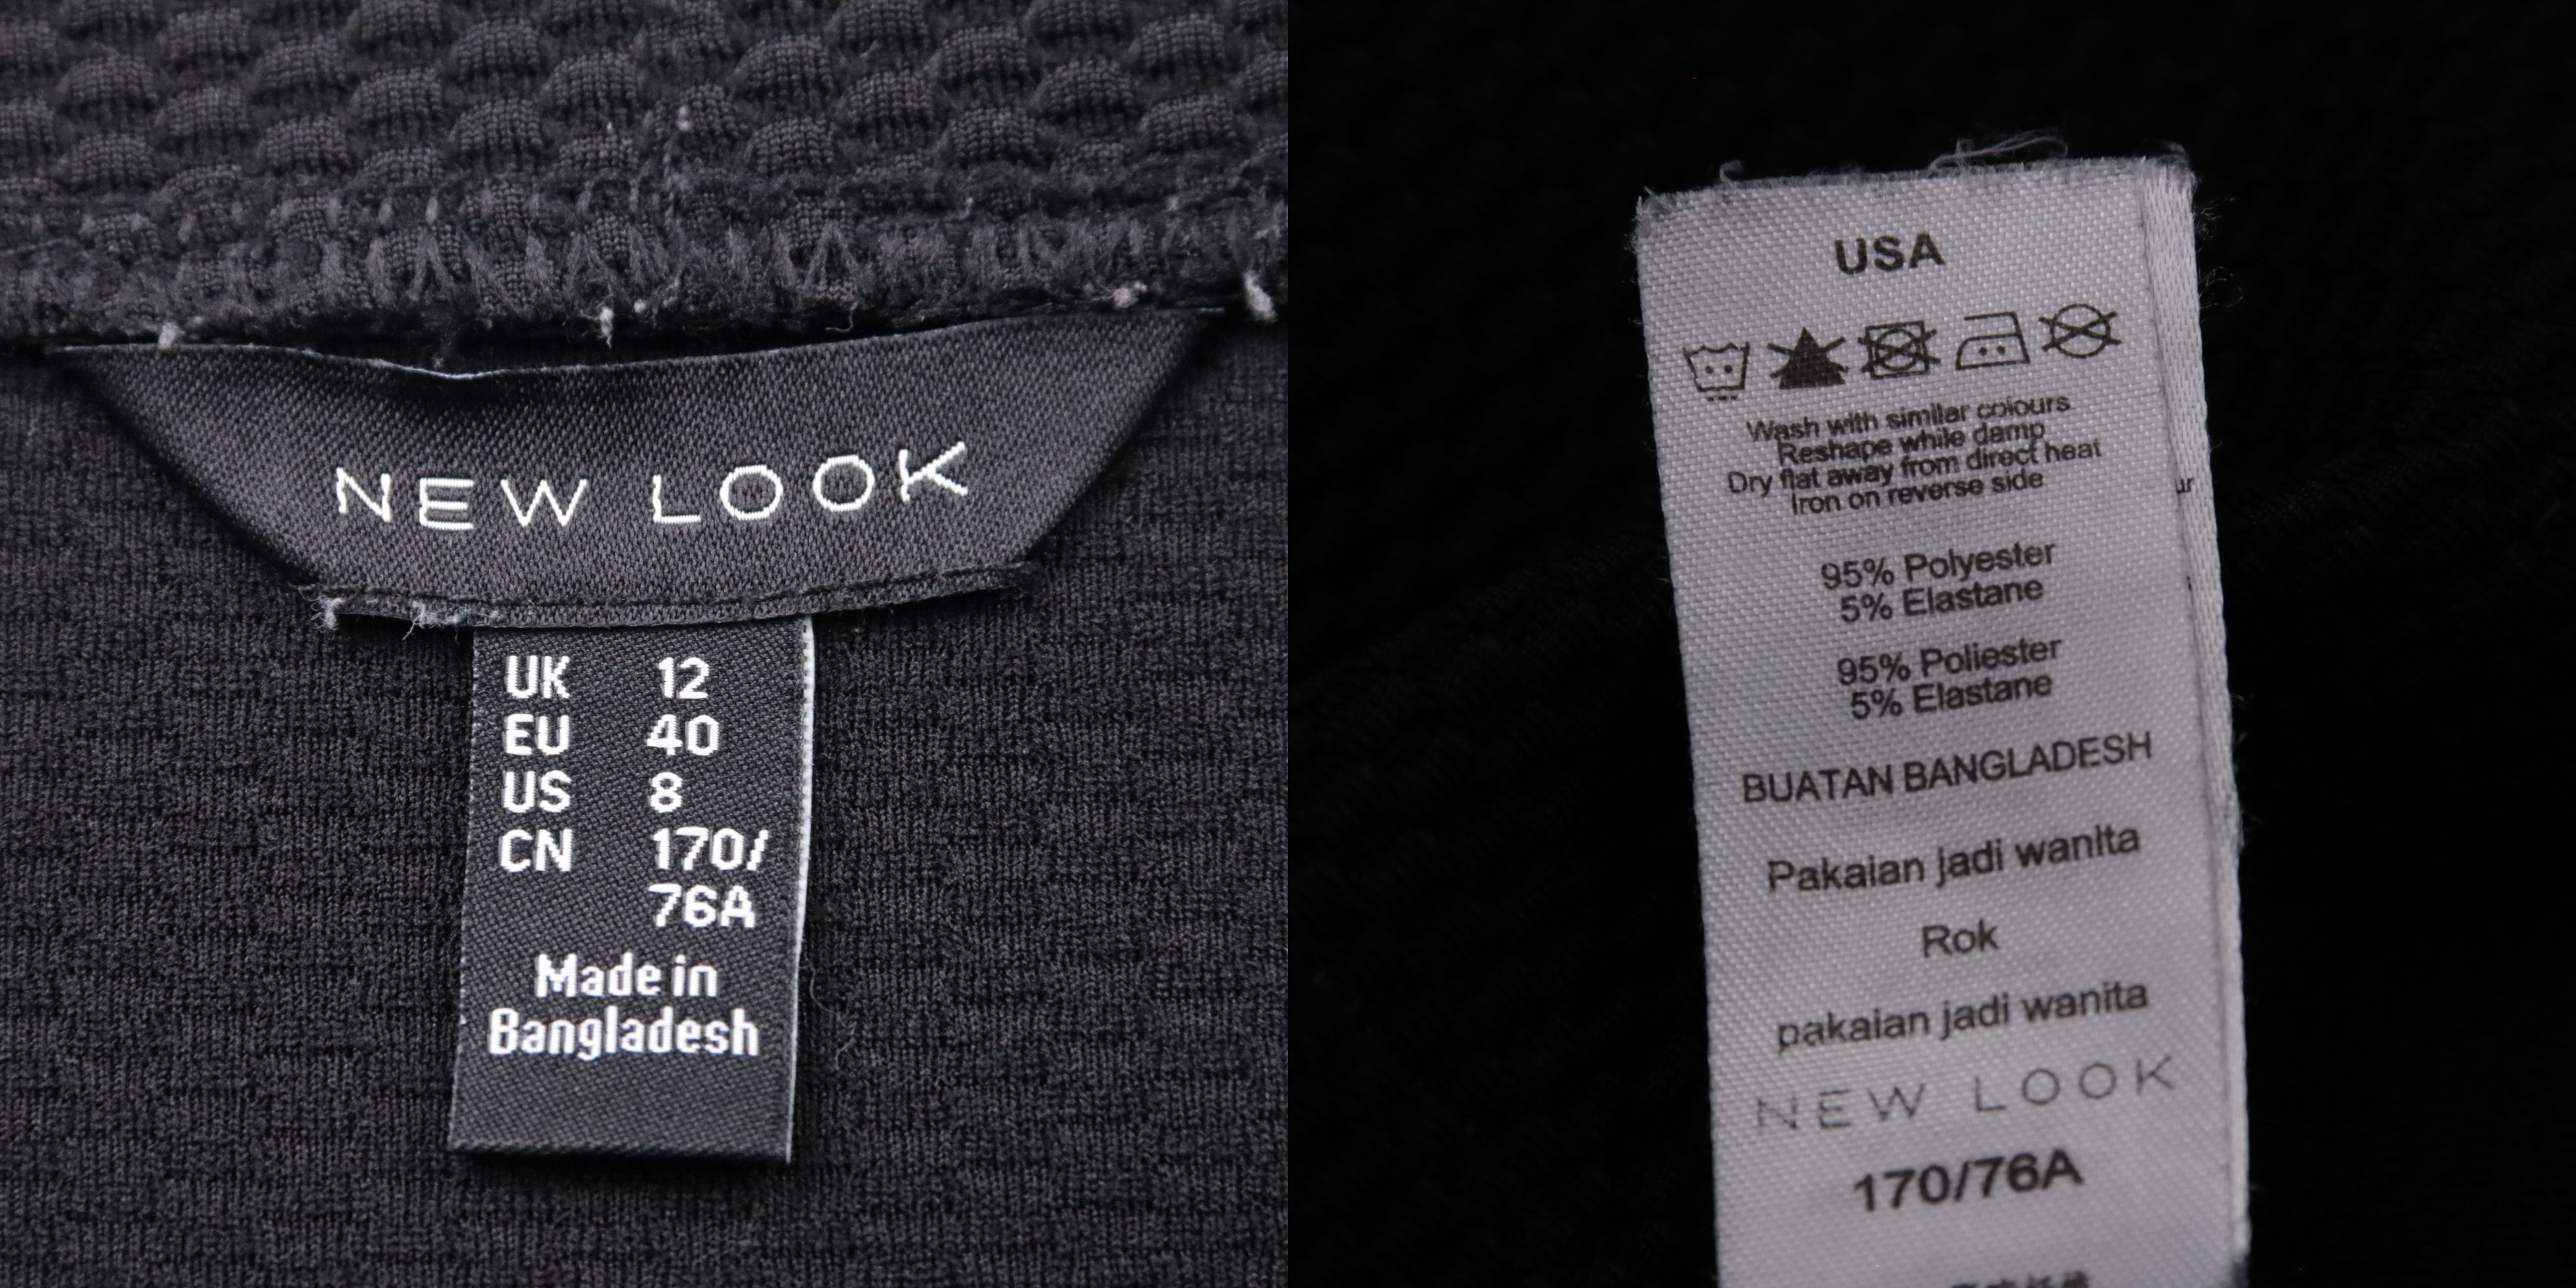 NEW LOOK
UK 12
EU 40
US 8
CN 170/
76A
Made in
Bangladesh
USA
Wash with similar colours
Reshape while damp
Dry flat away from direct heat
Iron on reverse side
ur
95% Polyester
5% Elastane
95% Poliester
5% Elastane
BUATAN BANGLADESH
Pakaian jadi wanita
Rok
pakaian jadi wanita
NEW LOOK
170/76A